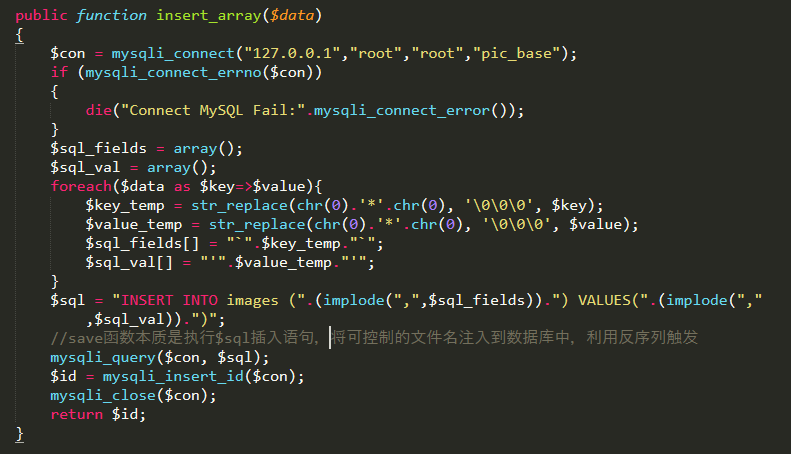 public function insert_array($data)
{
    $con = mysqli_connect("127.0.0.1","root","root","pic_base");
    if (mysqli_connect_errno($con))
    {
        die("Connect MySQL Fail:".mysqli_connect_error());
    }
    $sql_fields = array();
    $sql_val = array();
    foreach($data as $key=>$value){
        $key_temp = str_replace(chr(0).'*'.chr(0), '\0\0\0', $key);
        $value_temp = str_replace(chr(0).'*'.chr(0), '\0\0\0', $value);
        $sql_fields[] = "`".$key_temp."`";
        $sql_val[] = "'".$value_temp."'";
    }
    $sql = "INSERT INTO images (".(implode(",",$sql_fields)).") VALUES(".(implode(","
        ,$sql_val)).")";
    //save函数本质是执行$sql插入语句，将可控制的文件名注入到数据库中，利用反序列触发
    mysqli_query($con, $sql);
    $id = mysqli_insert_id($con);
    mysqli_close($con);
    return $id;
}